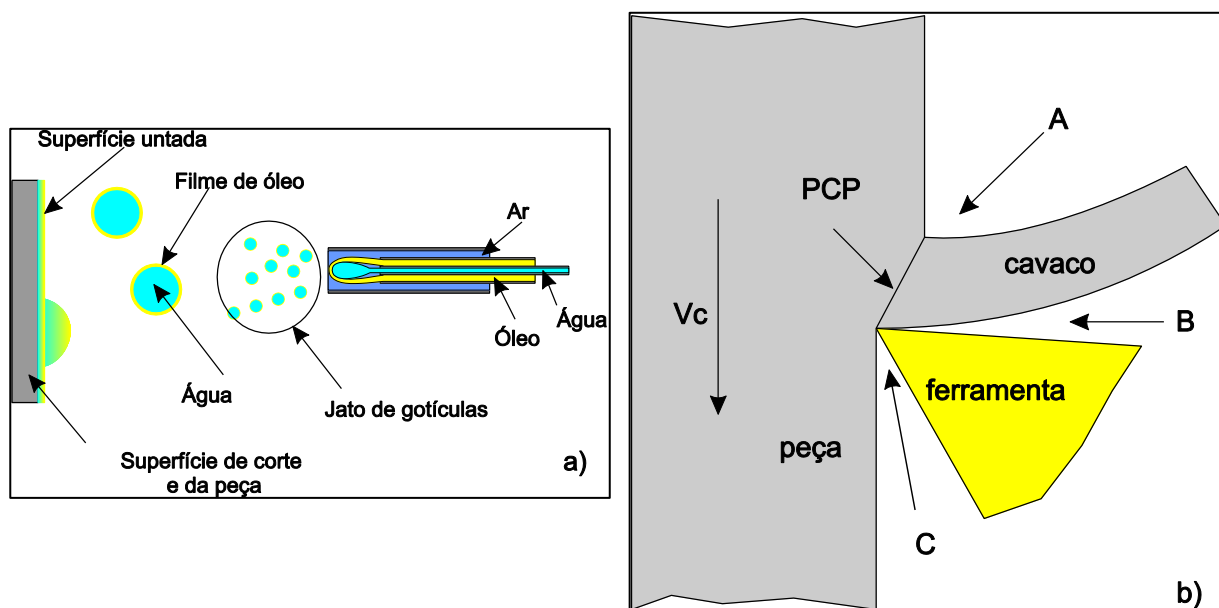 Superfície untada
Filme de óleo
Ar
Água
Óleo
Água
Jato de gotículas
Superfície de corte
e da peça
a)
A
PCP
cavaco
Vc
B
ferramenta
peça
C
b)